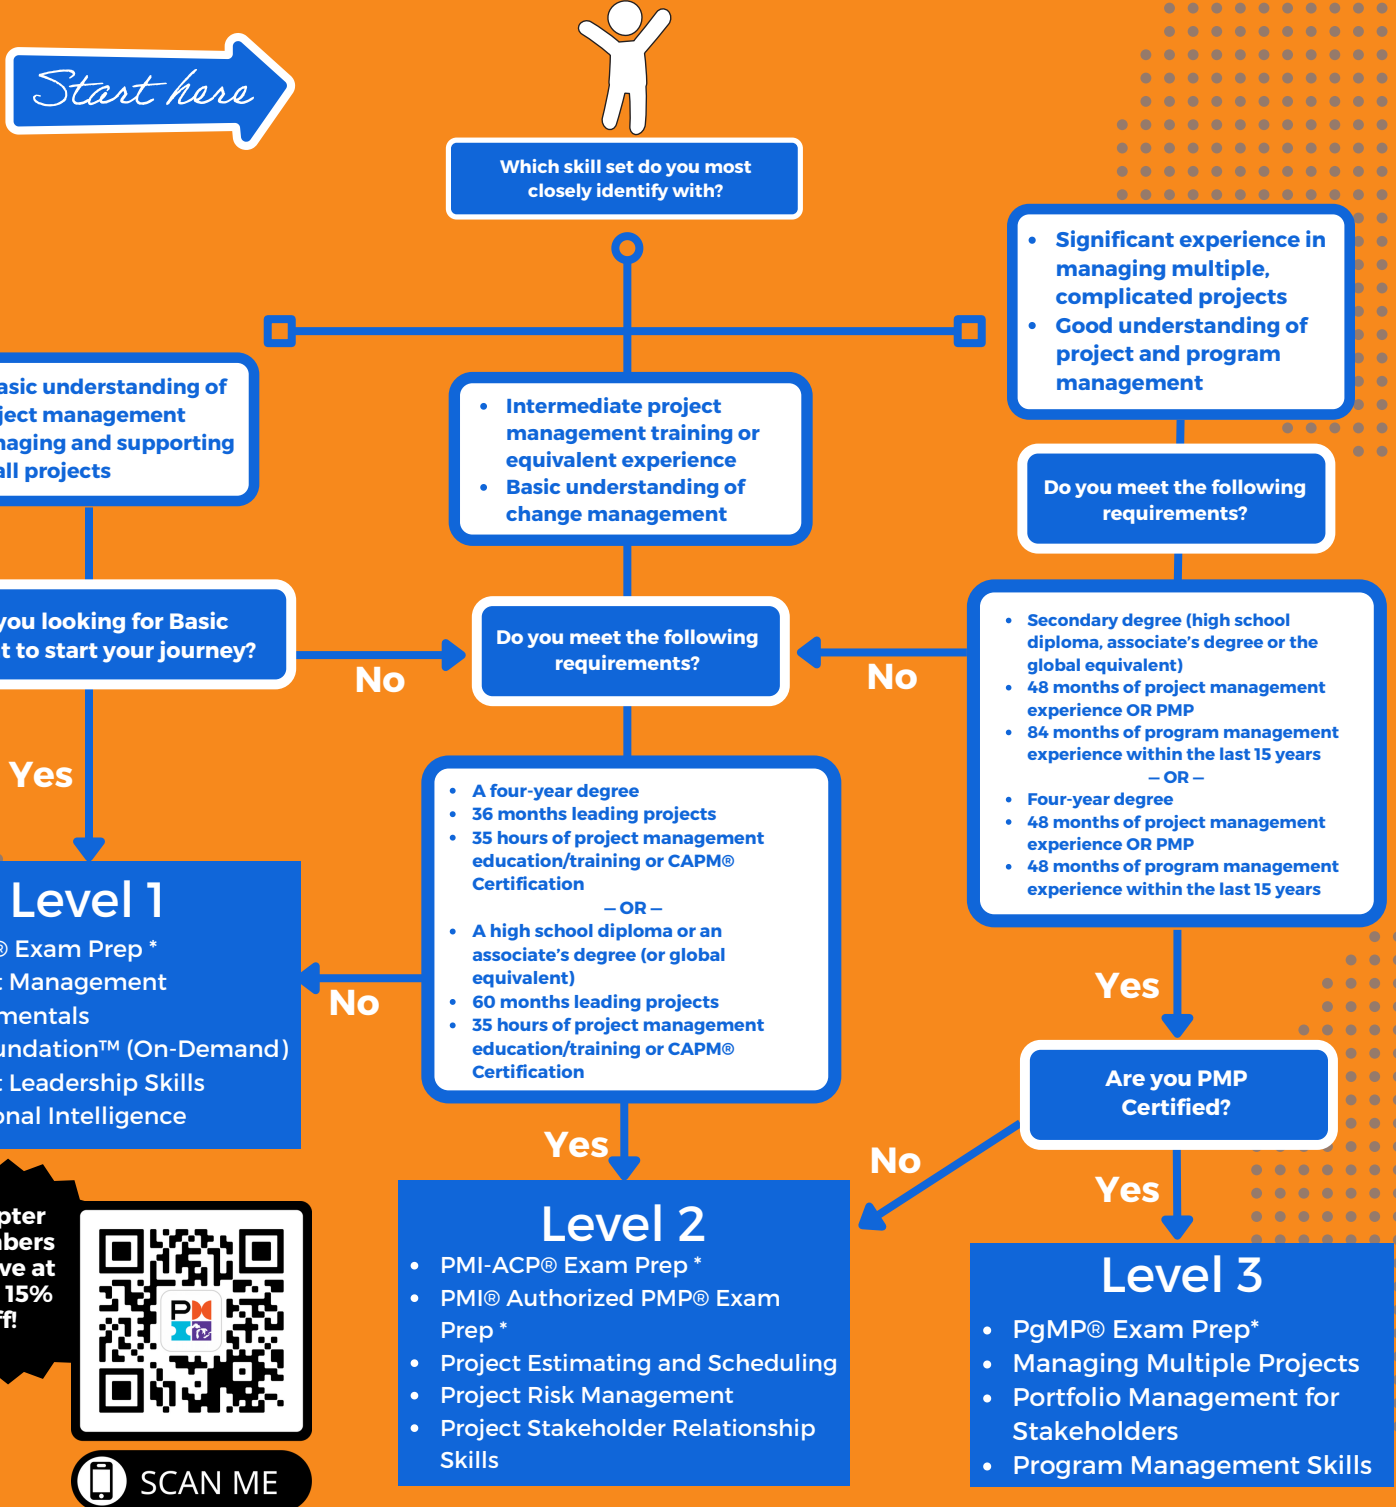 Start here
Which skill set do you most
closely identify with?
• Significant experience in
managing multiple,
complicated projects
• Good understanding of
project and program
management
understanding of
management
and supporting
projects
• Intermediate project
management training or
equivalent experience
• Basic understanding of
change management
Do you meet the following
requirements?
you looking for Basic
to start your journey?
No
Do you meet the following
requirements?
No
• Secondary degree (high school
diploma, associate's degree or the
global equivalent)
• 48 months of project management
experience OR PMP
• 84 months of program management
experience within the last 15 years
— OR —
• Four-year degree
• 48 months of project management
experience OR PMP
• 48 months of program management
experience within the last 15 years
Yes
• A four-year degree
• 36 months leading projects
• 35 hours of project management
education/training or CAPM®
Certification
— OR —
• A high school diploma or an
associate's degree (or global
equivalent)
• 60 months leading projects
• 35 hours of project management
education/training or CAPM®
Certification
Level 1
® Exam Prep *
Management
mentals
undation™ (On-Demand)
Leadership Skills
onal Intelligence
No
Yes
Are you PMP
Certified?
Yes
No
Yes
pter
bers
ve at
15%
ff!
PMI
SCAN ME
Level 2
• PMI-ACP® Exam Prep *
• PMI® Authorized PMP® Exam
Prep *
• Project Estimating and Scheduling
• Project Risk Management
• Project Stakeholder Relationship
Skills
Level 3
• PgMP® Exam Prep*
• Managing Multiple Projects
• Portfolio Management for
Stakeholders
• Program Management Skills